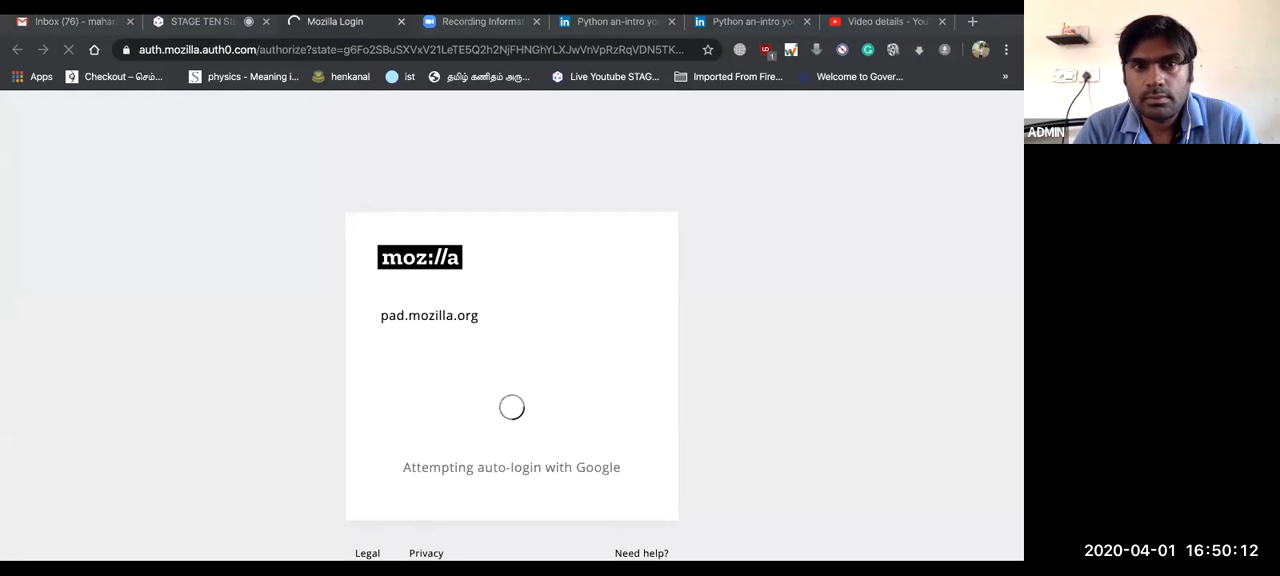 Inbox (76) – mahar
STAGE TEN St
Mozilla Login
Recording Informat
Python an-intro yo
Python an-intro yo
Video details - You
auth.mozilla.auth0.com/authorize?state=g6Fo2SBuSXVxV21LeTE5Q2h2NjFHNGhYLXJwVnVpRzRqVDN5TK...
Apps
Checkout – செம்...
physics - Meaning i...
henkanal
ist
தமிழ் கணிதம் அரு...
Live Youtube STAG...
Imported From Fire...
Welcome to Gover...
»
ADMIN
moz://a
pad.mozilla.org
Attempting auto-login with Google
Legal
Privacy
Need help?
2020-04-01 16:50:12